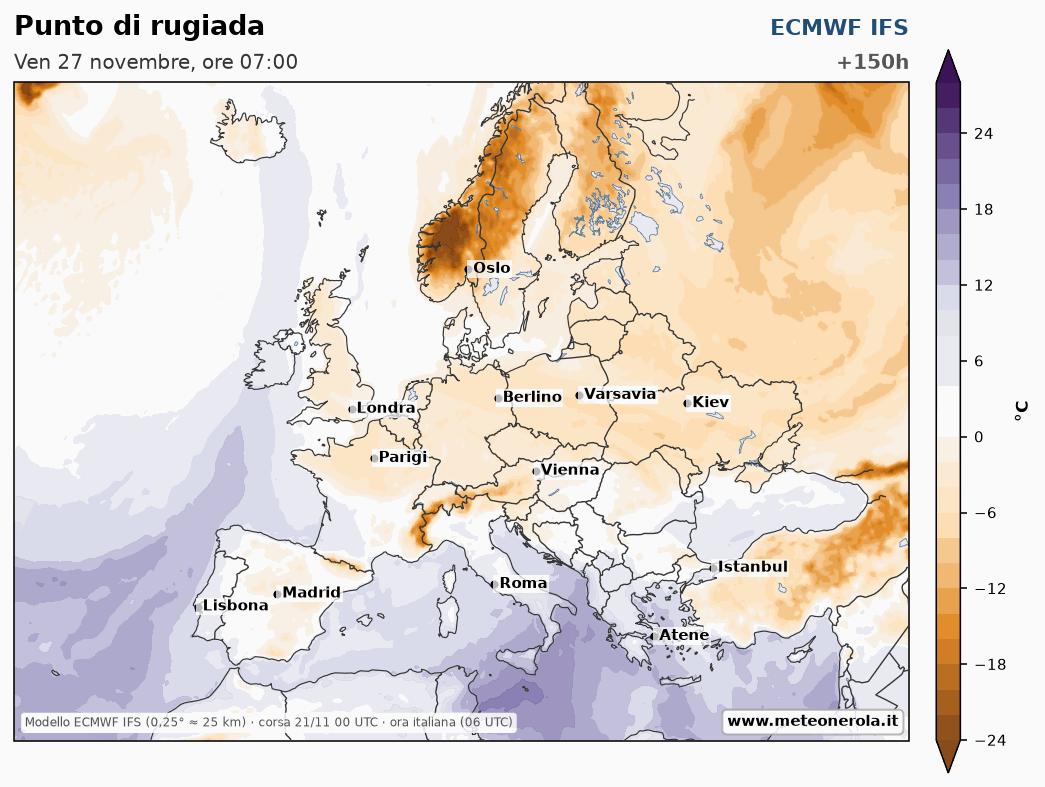 Punto di rugiada
ECMWF IFS
Ven 27 novembre, ore 07:00
+150h
Oslo
Londra
Berlino
Varsavia
Kiev
Parigi
Vienna
Istanbul
Roma
Madrid
Lisbona
Atene
24
18
12
6
0
−6
−12
−18
−24
°C
Modello ECMWF IFS (0,25° ≈ 25 km) · corsa 21/11 00 UTC · ora italiana (06 UTC)
www.meteonerola.it